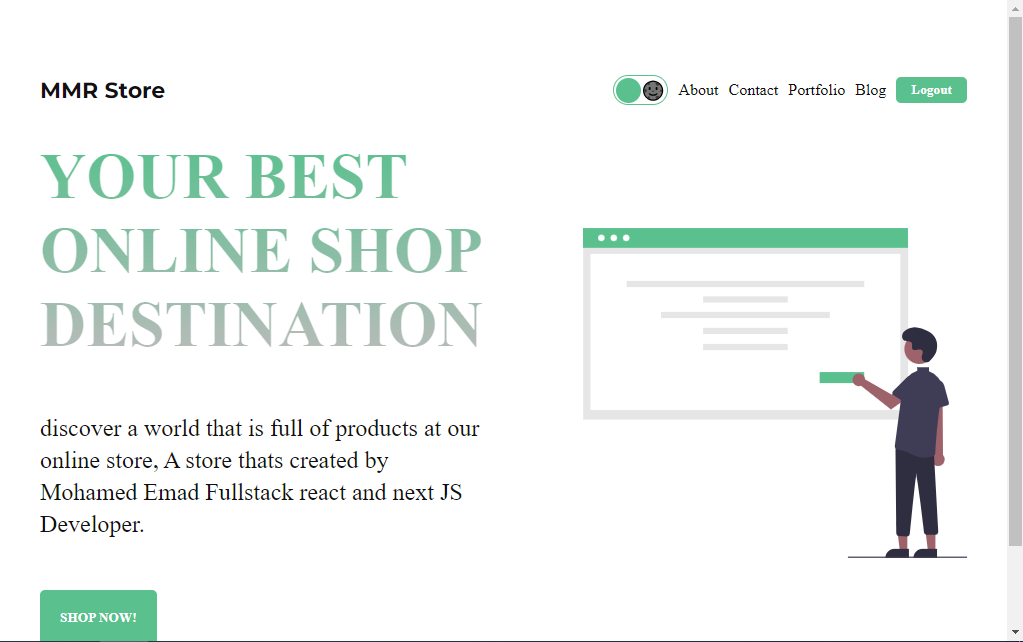 MMR Store
About Contact Portfolio Blog Logout
YOUR BEST
ONLINE SHOP
DESTINATION
discover a world that is full of products at our
online store, A store thats created by
Mohamed Emad Fullstack react and next JS
Developer.
SHOP NOW!